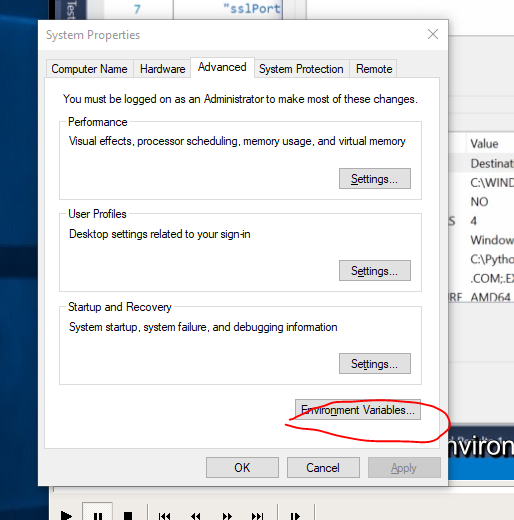 Test
7 "sslPort
System Properties
Computer Name Hardware Advanced System Protection Remote
You must be logged on as an Administrator to make most of these changes.
Performance
Visual effects, processor scheduling, memory usage, and virtual memory
Settings...
User Profiles
Desktop settings related to your sign-in
Settings...
Startup and Recovery
System startup, system failure, and debugging information
Settings...
Environment Variables...
OK Cancel Apply
Value
Destinat
C:\WIND
NO
S 4
Window
C:\Pytho
.COM;.EX
URE AMD64
nviron